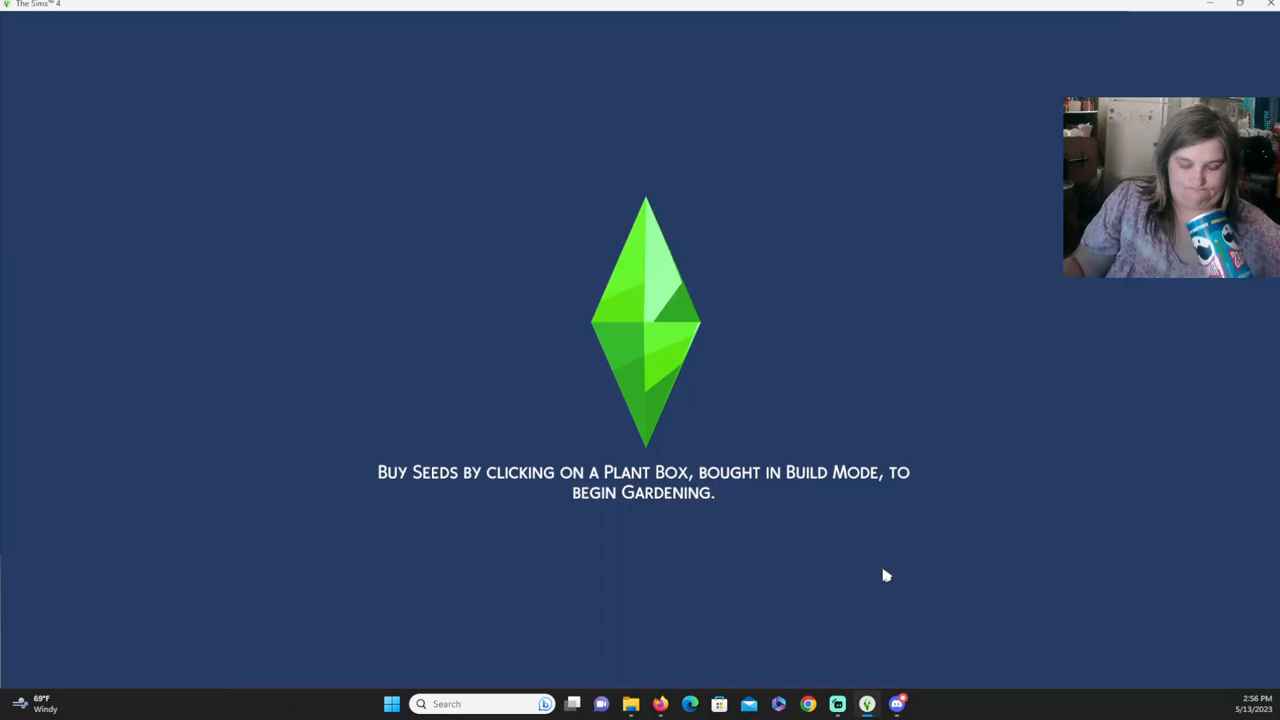 The Sims™ 4
BUY SEEDS BY CLICKING ON A PLANT BOX, BOUGHT IN BUILD MODE, TO
BEGIN GARDENING.
69°F
Windy
Search
2:56 PM
5/13/2023